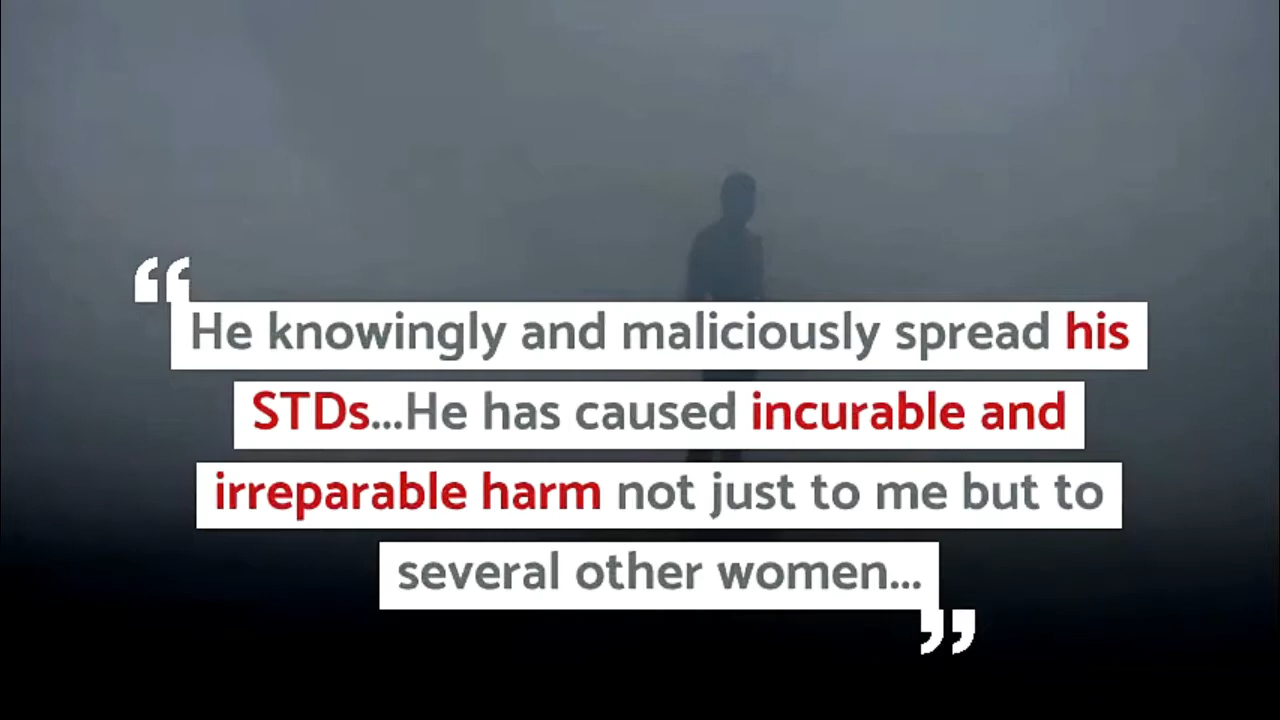 “He knowingly and maliciously spread his
STDs...He has caused incurable and
irreparable harm not just to me but to
several other women...”